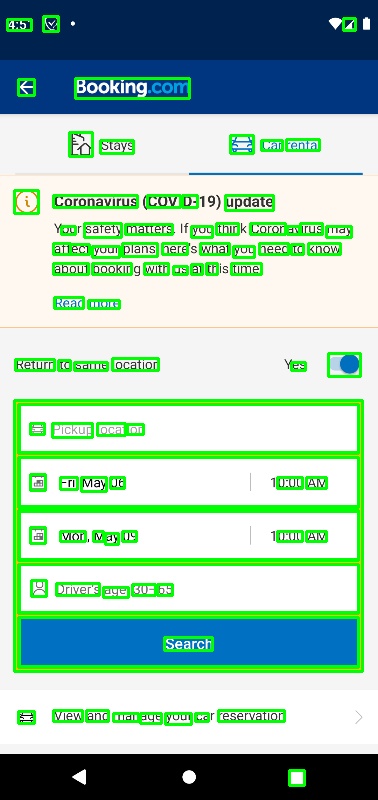 4:57
Booking.com
Stays
Car rental
Coronavirus (COVID-19) update
Your safety matters. If you think Coronavirus may
affect your plans, here's what you need to know
about booking with us at this time.
Read more
Return to same location
Yes
Pickup location
Fri, May 06
10:00 AM
Mon, May 09
10:00 AM
Driver's age: 30-65
Search
View and manage your car reservation